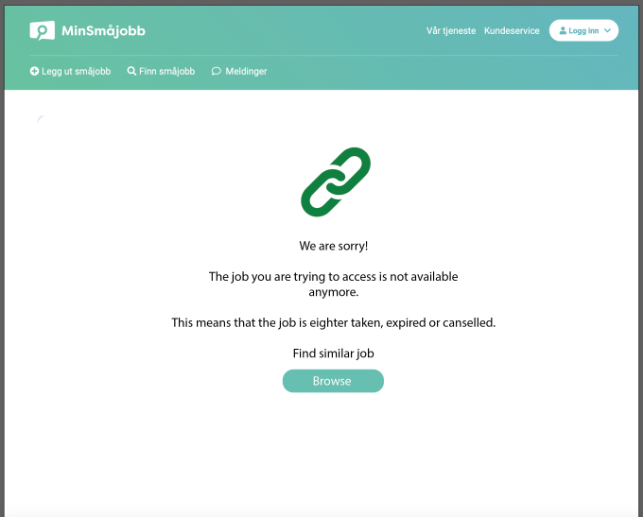 MinSmåjobb
Vår tjeneste Kundeservice Logg inn
Legg ut småjobb Finn småjobb Meldinger
We are sorry!
The job you are trying to access is not available
anymore.
This means that the job is eighter taken, expired or canselled.
Find similar job
Browse